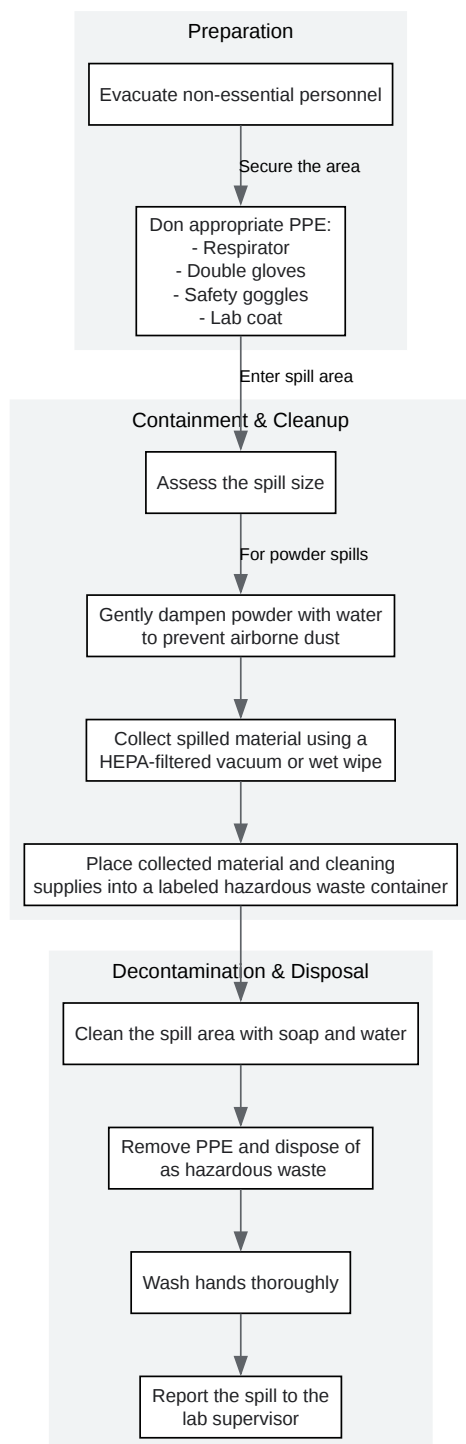 Preparation
Evacuate non-essential personnel
Secure the area
Don appropriate PPE:
- Respirator
- Double gloves
- Safety goggles
- Lab coat
Enter spill area
Containment & Cleanup
Assess the spill size
For powder spills
Gently dampen powder with water
to prevent airborne dust
Collect spilled material using a
HEPA-filtered vacuum or wet wipe
Place collected material and cleaning
supplies into a labeled hazardous waste container
Decontamination & Disposal
Clean the spill area with soap and water
Remove PPE and dispose of
as hazardous waste
Wash hands thoroughly
Report the spill to the
lab supervisor